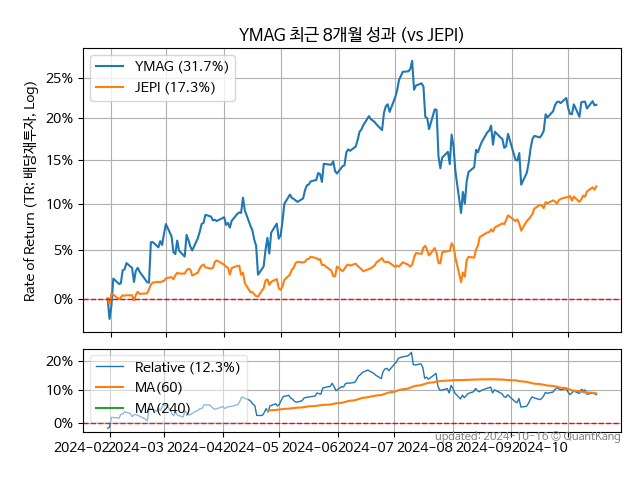 YMAG 최근 8개월 성과 (vs JEPI)
YMAG (31.7%)
JEPI (17.3%)
25%
20%
15%
10%
5%
0%
Rate of Return (TR: 배당재투자, Log)
Relative (12.3%)
MA(60)
MA(240)
20%
10%
0%
2024-02 2024-03 2024-04 2024-05 2024-06 2024-07 2024-08 2024-09 2024-10
updated: 2024-10-16 © QuantKang